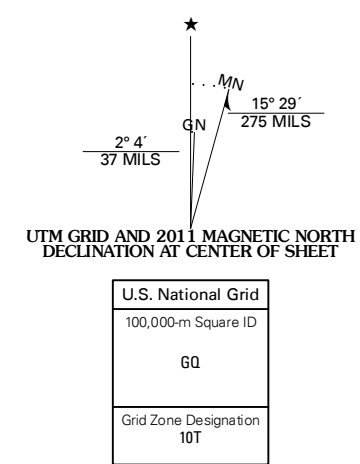 ★
MN
15° 29´
275 MILS
GN
2° 4´
37 MILS
UTM GRID AND 2011 MAGNETIC NORTH
DECLINATION AT CENTER OF SHEET
U.S. National Grid
100,000-m Square ID
GQ
Grid Zone Designation
10T